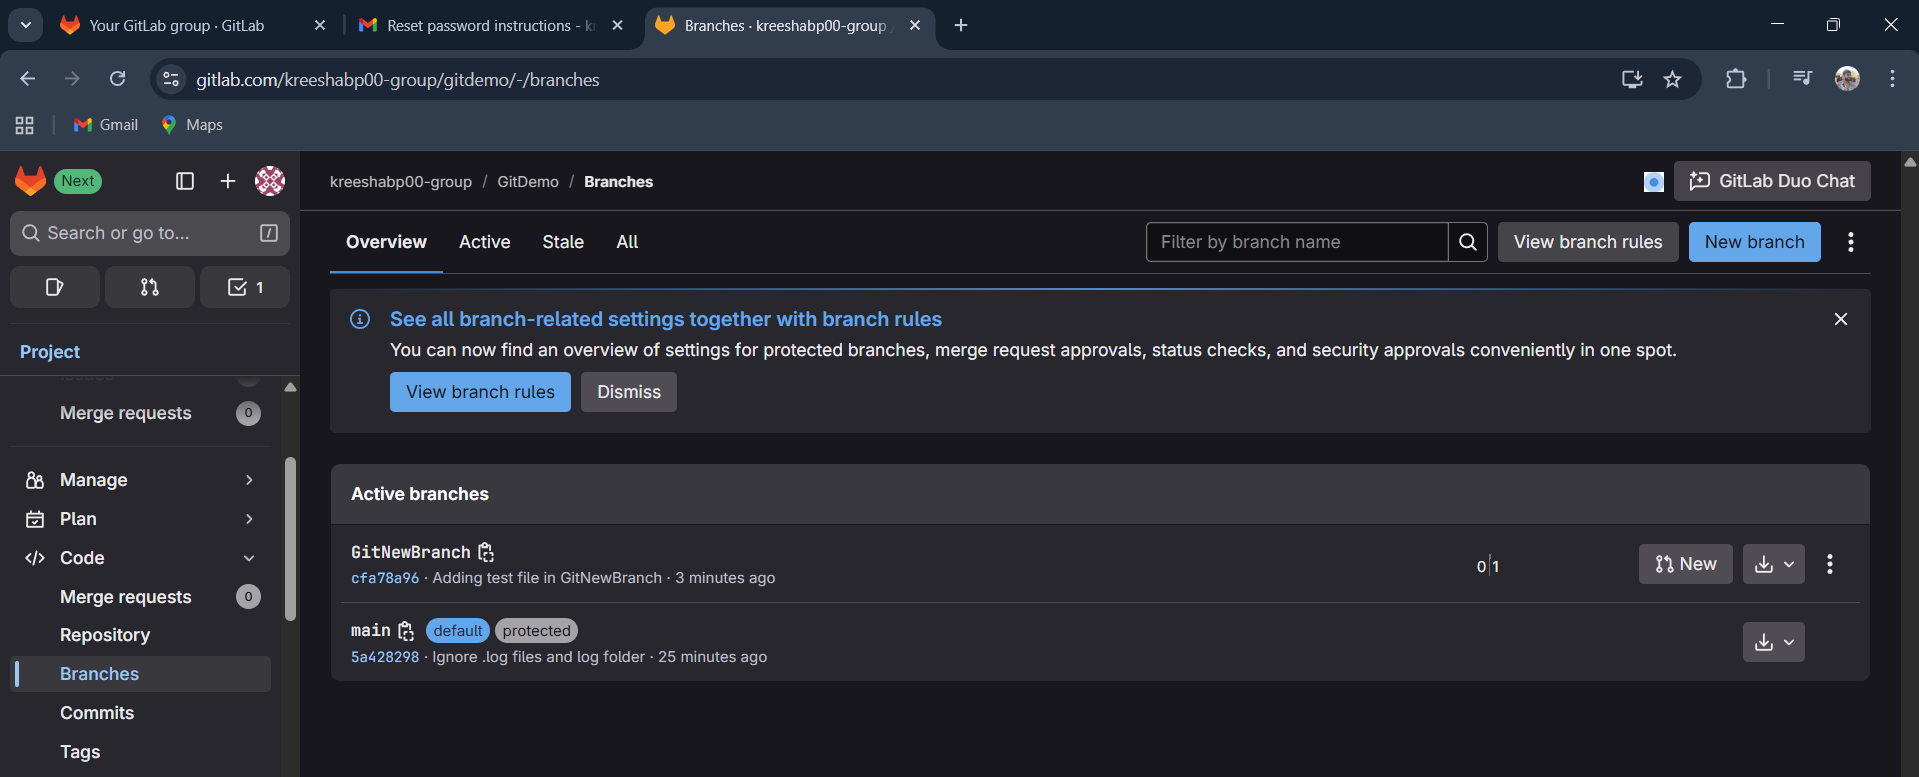 Your GitLab group · GitLab
Reset password instructions - k
Branches · kreeshabp00-group
gitlab.com/kreeshabp00-group/gitdemo/-/branches
Gmail
Maps
Next
kreeshabp00-group / GitDemo / Branches
GitLab Duo Chat
Search or go to...
/
Overview
Active
Stale
All
Filter by branch name
View branch rules
New branch
1
See all branch-related settings together with branch rules
You can now find an overview of settings for protected branches, merge request approvals, status checks, and security approvals conveniently in one spot.
View branch rules
Dismiss
Project
Merge requests
0
Manage
Plan
Code
Merge requests
0
Repository
Branches
Commits
Tags
Active branches
GitNewBranch
cfa78a96 · Adding test file in GitNewBranch · 3 minutes ago
0 1
New
main default protected
5a428298 · Ignore .log files and log folder · 25 minutes ago